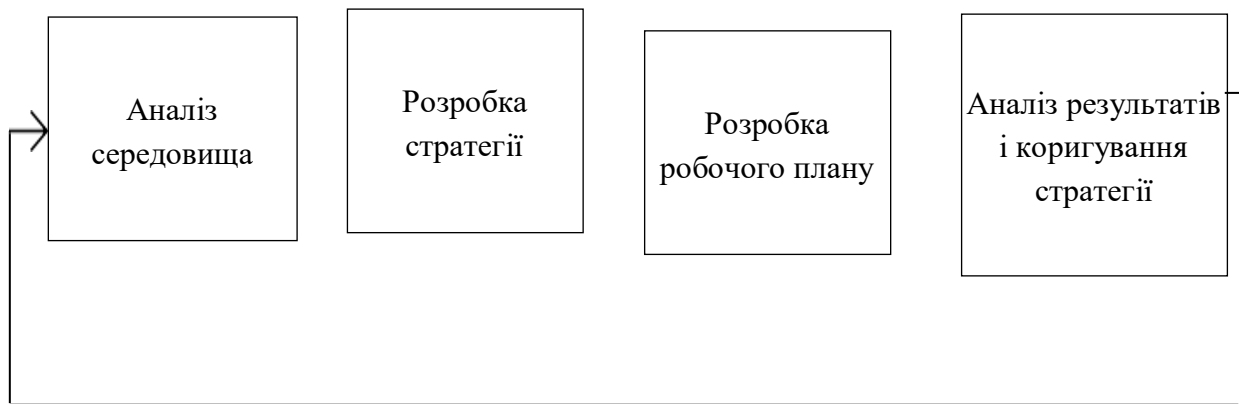 Аналіз
середовища
Розробка
стратегії
Розробка
робочого плану
Аналіз результатів
і коригування
стратегії